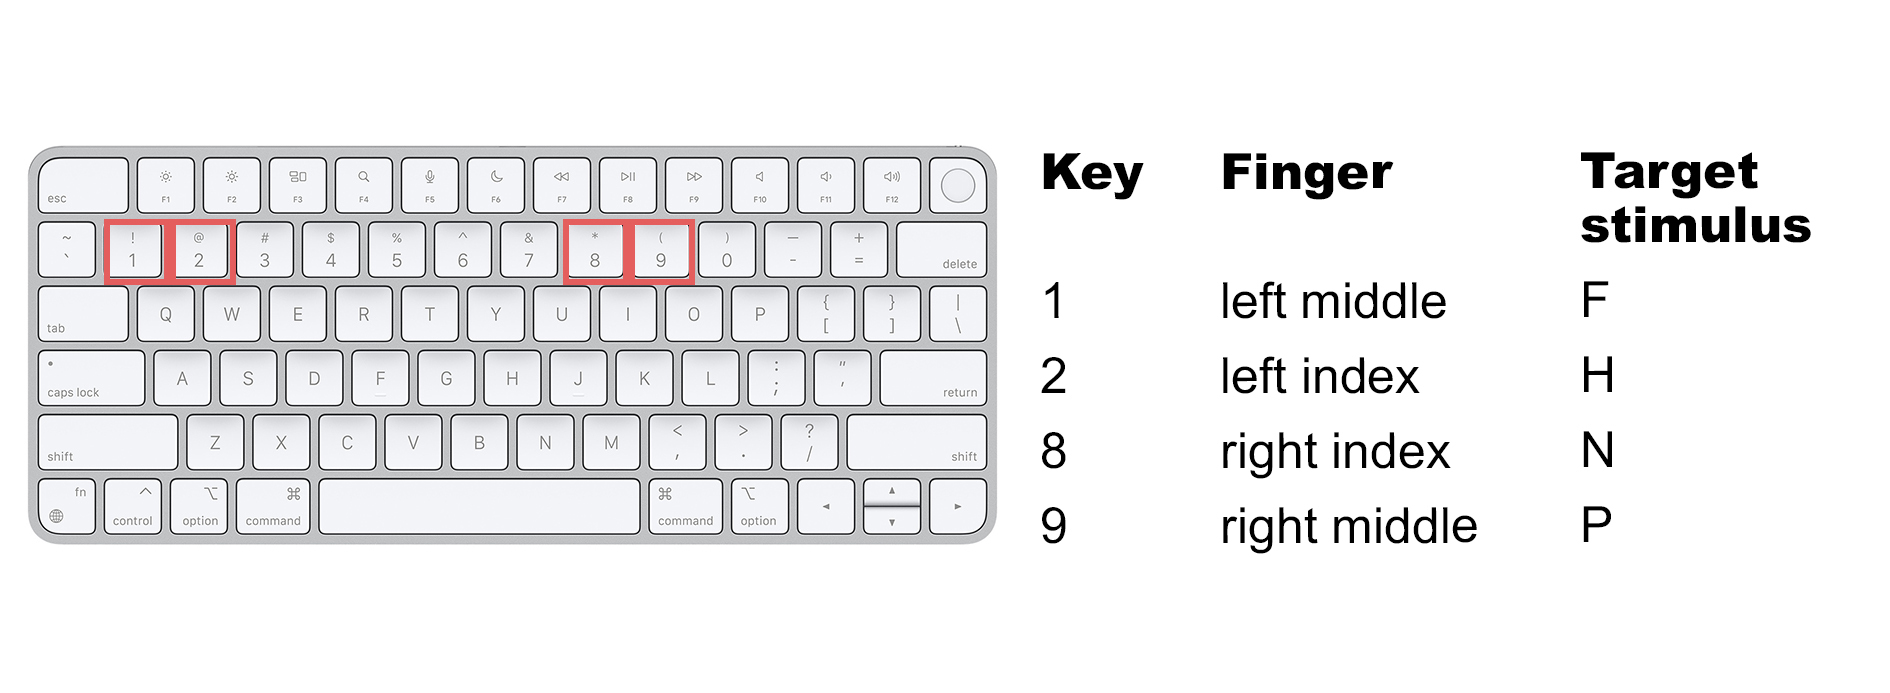 esc F1 F2 F3 F4 F5 F6 F7 F8 F9 F10 F11 F12
~ ! @ # $ % ^ & * ( ) — +
` 1 2 3 4 5 6 7 8 9 0 - = delete
tab Q W E R T Y U I O P { [ } ] | \
caps lock A S D F G H J K L : ; " ' return
shift Z X C V B N M < , > . ? / shift
fn control option command command option
Key Finger Target
stimulus
1 left middle F
2 left index H
8 right index N
9 right middle P